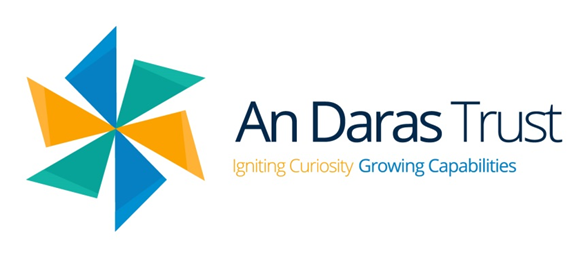 An Daras Trust
Igniting Curiosity Growing Capabilities